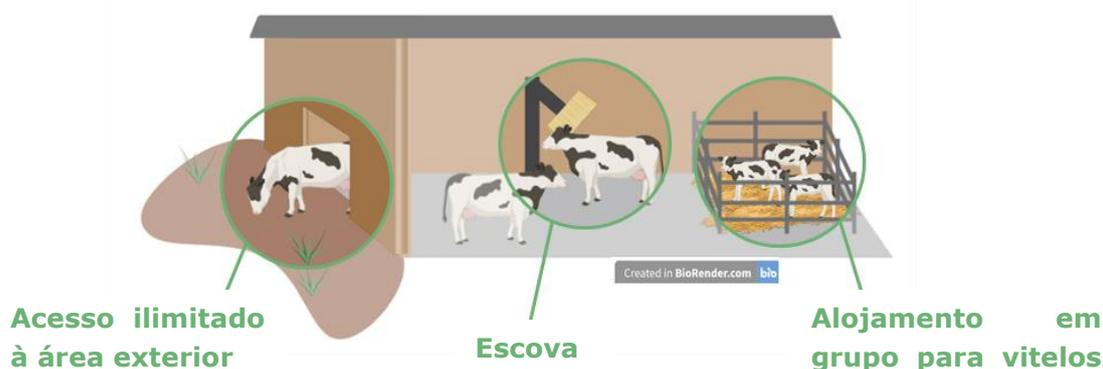 Created in BioRender.com bio
Acesso ilimitado
à área exterior
Escova
Alojamento em
grupo para vitelos